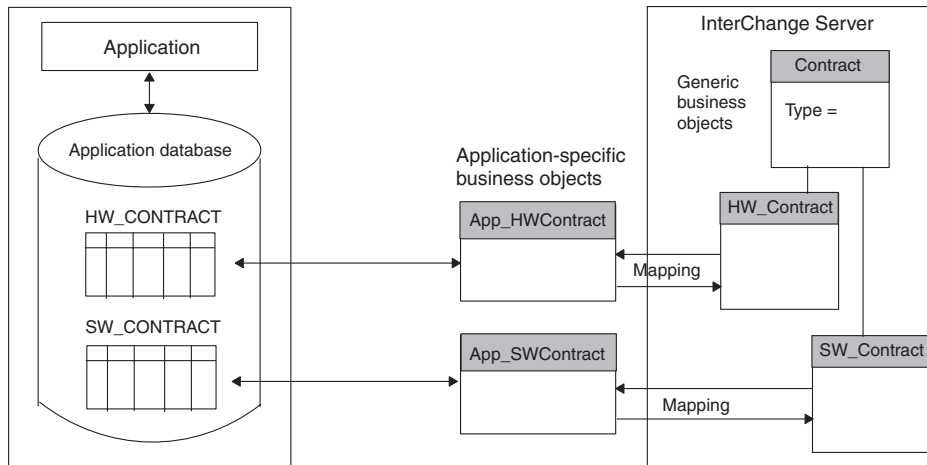 Application
Application database
HW_CONTRACT
SW_CONTRACT
Application-specific
business objects
App_HWContract
App_SWContract
Mapping
Mapping
InterChange Server
Generic
business
objects
Contract
Type =
HW_Contract
SW_Contract